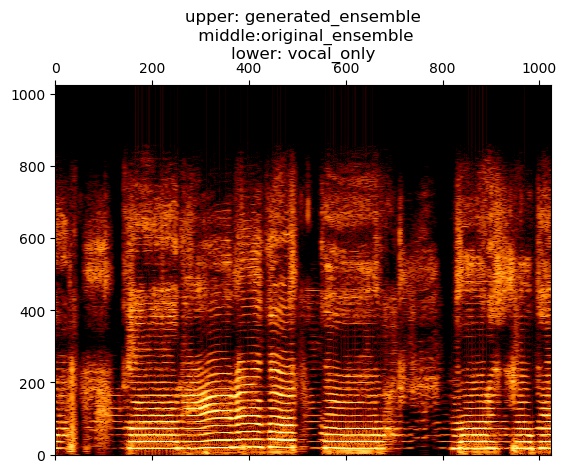 upper: generated_ensemble
middle:original_ensemble
lower: vocal_only
0 200 400 600 800 1000
1000
800
600
400
200
0